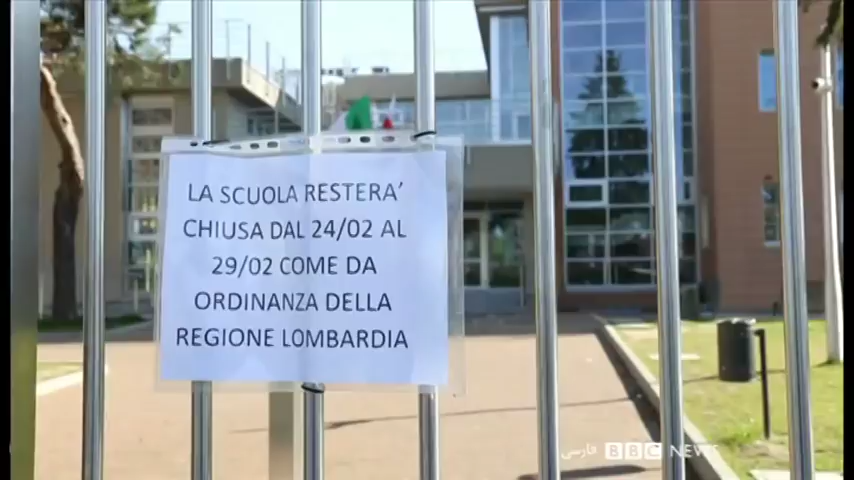 LA SCUOLA RESTERA’
CHIUSA DAL 24/02 AL
29/02 COME DA
ORDINANZA DELLA
REGIONE LOMBARDIA
BBC NEWS فارسی